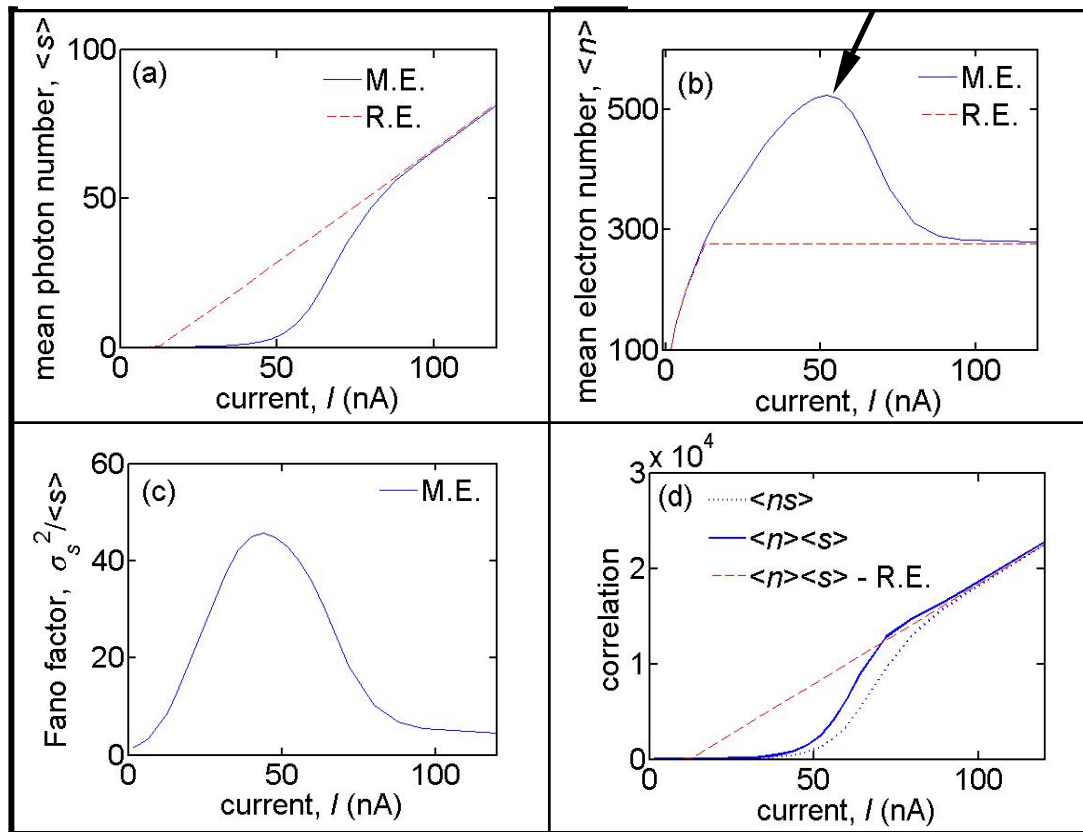 (a)
M.E.
R.E.
mean photon number, <s>
100
50
0
0
50
100
current, I (nA)
(b)
M.E.
R.E.
mean electron number, <n>
500
300
100
0
50
100
current, I (nA)
(c)
M.E.
Fano factor, σs²/<s>
60
40
20
0
0
50
100
current, I (nA)
(d)
x 10⁴
<ns>
<n><s>
<n><s> - R.E.
correlation
3
2
1
0
0
50
100
current, I (nA)